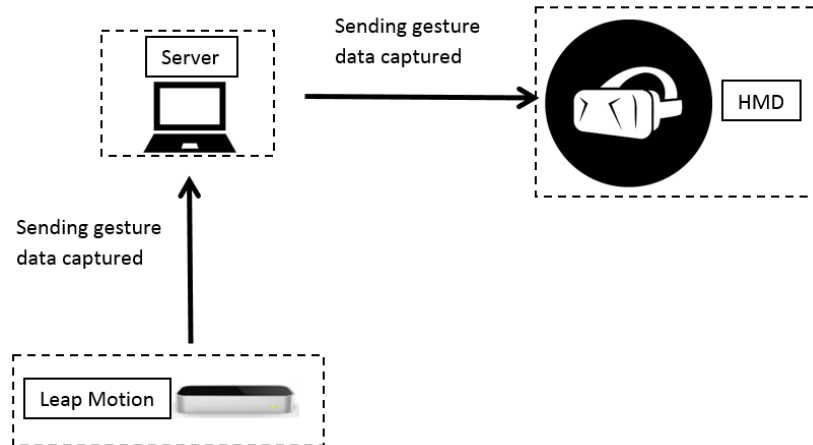 Sending gesture
data captured
Server
HMD
Sending gesture
data captured
Leap Motion